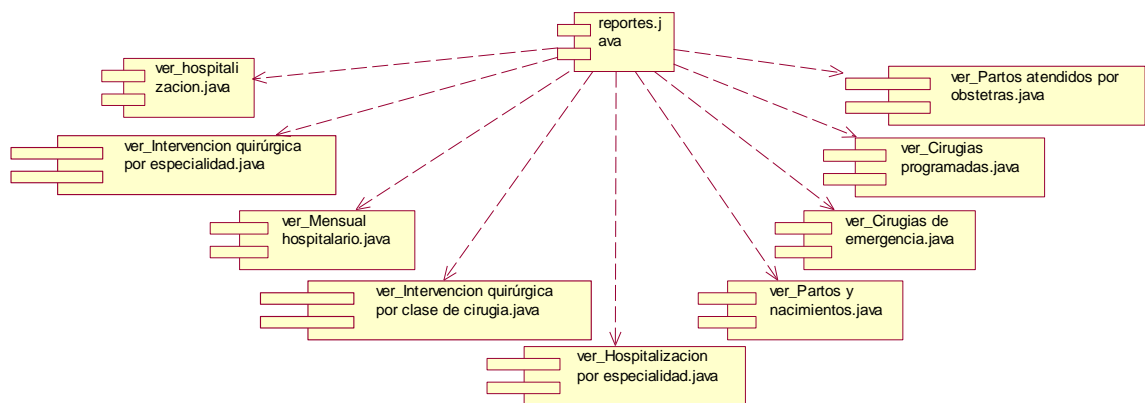 reportes.j
ava
ver_hospitali
zacion.java
ver_Partos atendidos por
obstetras.java
ver_Intervencion quirúrgica
por especialidad.java
ver_Cirugias
programadas.java
ver_Mensual
hospitalario.java
ver_Cirugias de
emergencia.java
ver_Intervencion quirúrgica
por clase de cirugia.java
ver_Partos y
nacimientos.java
ver_Hospitalizacion
por especialidad.java